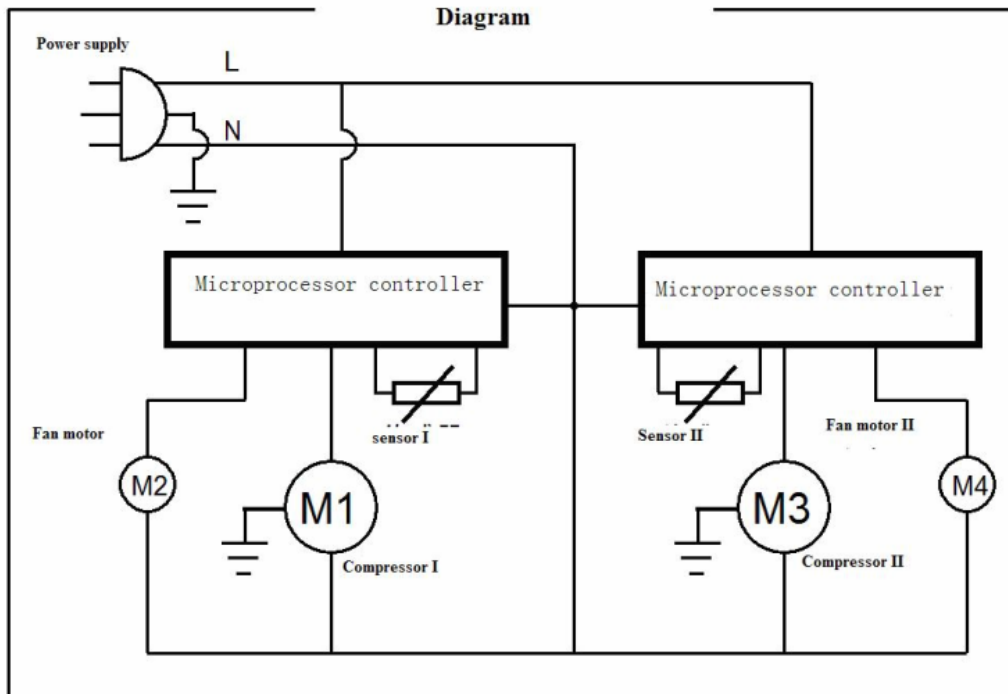 Diagram
Power supply
L
N
Microprocessor controller
Microprocessor controller
Fan motor
sensor I
Sensor II
Fan motor II
M2
M1
M3
M4
Compressor I
Compressor II